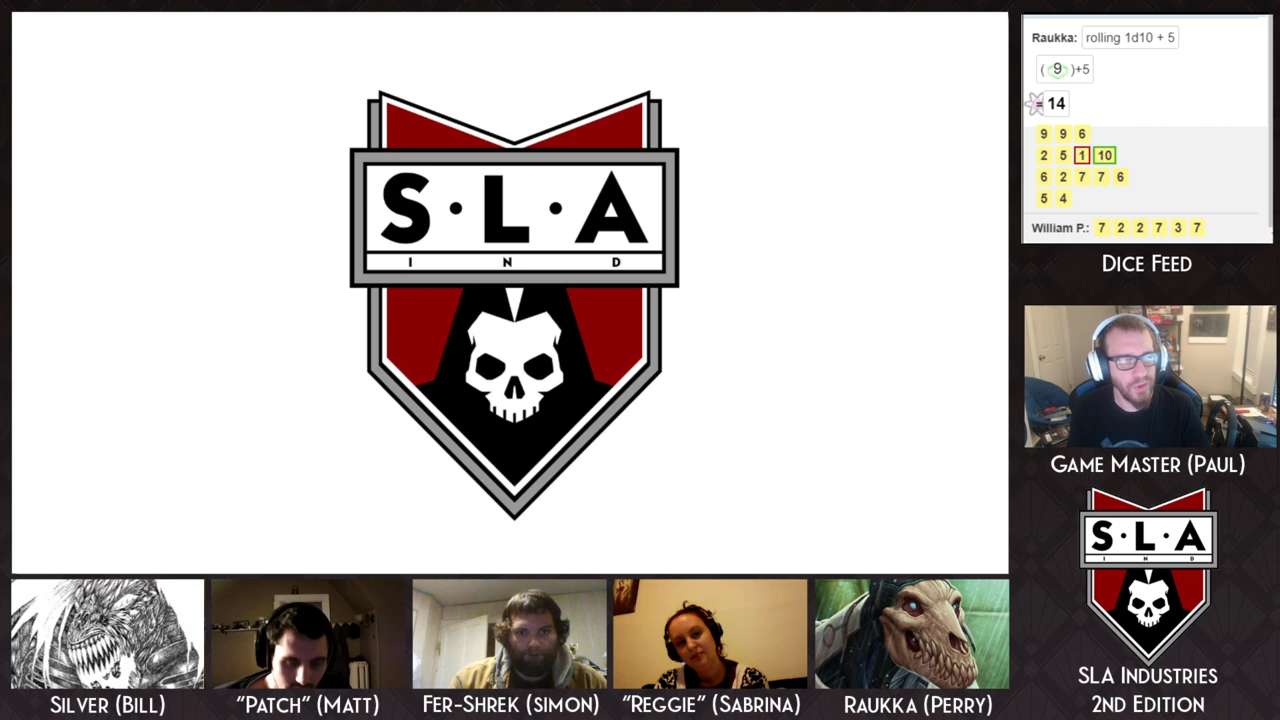 S·L·A
I N D
Raukka: rolling 1d10 + 5
( 9 )+5
= 14
9 9 6
2 5 1 10
6 2 7 7 6
5 4
William P.: 7 2 2 7 3 7
DICE FEED
GAME MASTER (PAUL)
S·L·A
I N D
SLA INDUSTRIES
2ND EDITION
SILVER (BILL)
"PATCH" (MATT)
FER-SHREK (SIMON)
"REGGIE" (SABRINA)
RAUKKA (PERRY)